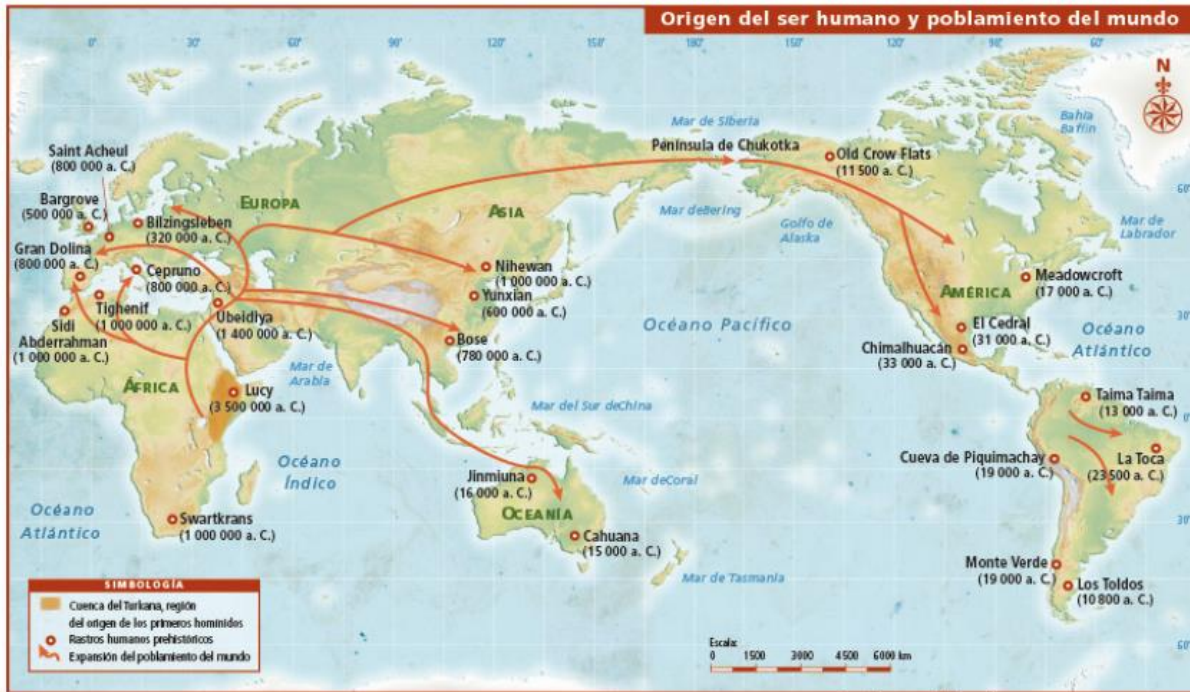 Origen del ser humano y poblamiento del mundo
0°
30°
60°
90°
120°
150°
180°
150°
120°
90°
60°
N
Mar de Siberia
Bahía
Baffin
Península de Chukotka
Old Crow Flats
(11 500 a. C.)
Saint Acheul
(800 000 a. C.)
Bargrove
(500 000 a. C.)
Bilzingsleben
(320 000 a. C.)
EUROPA
ASIA
Mar deBering
Golfo de
Alaska
60°
Mar de
Labrador
Gran Dolina
(800 000 a. C.)
Cepruno
(800 000 a. C.)
Nihewan
(1 000 000 a. C.)
Yunxian
(600 000 a. C.)
Meadowcroft
(17 000 a. C.)
AMÉRICA
Tighenif
(1 000 000 a. C.)
Ubeidiya
(1 400 000 a. C.)
Sidi
Abderrahman
(1 000 000 a. C.)
Bose
(780 000 a. C.)
Océano Pacífico
30°
El Cedral
(31 000 a. C.)
Océano
Atlántico
Chimalhuacán
(33 000 a. C.)
Mar de
Arabia
ÁFRICA
Lucy
(3 500 000 a. C.)
Mar del Sur deChina
Taima Taima
(13 000 a. C.)
0°
Océano
Índico
Cueva de Piquimachay
(19 000 a. C.)
La Toca
(23 500 a. C.)
Jinmiuna
(16 000 a. C.)
Mar deCoral
OCEANÍA
Océano
Atlántico
Swartkrans
(1 000 000 a. C.)
Cahuana
(15 000 a. C.)
30°
Mar de Tasmania
Monte Verde
(19 000 a. C.)
Los Toldos
(10 800 a. C.)
SIMBOLOGÍA
Cuenca del Turkana, región
del origen de los primeros homínidos
Rastros humanos prehistóricos
Expansión del poblamiento del mundo
Escala:
0 1500 3000 4 500 6000 km
60°